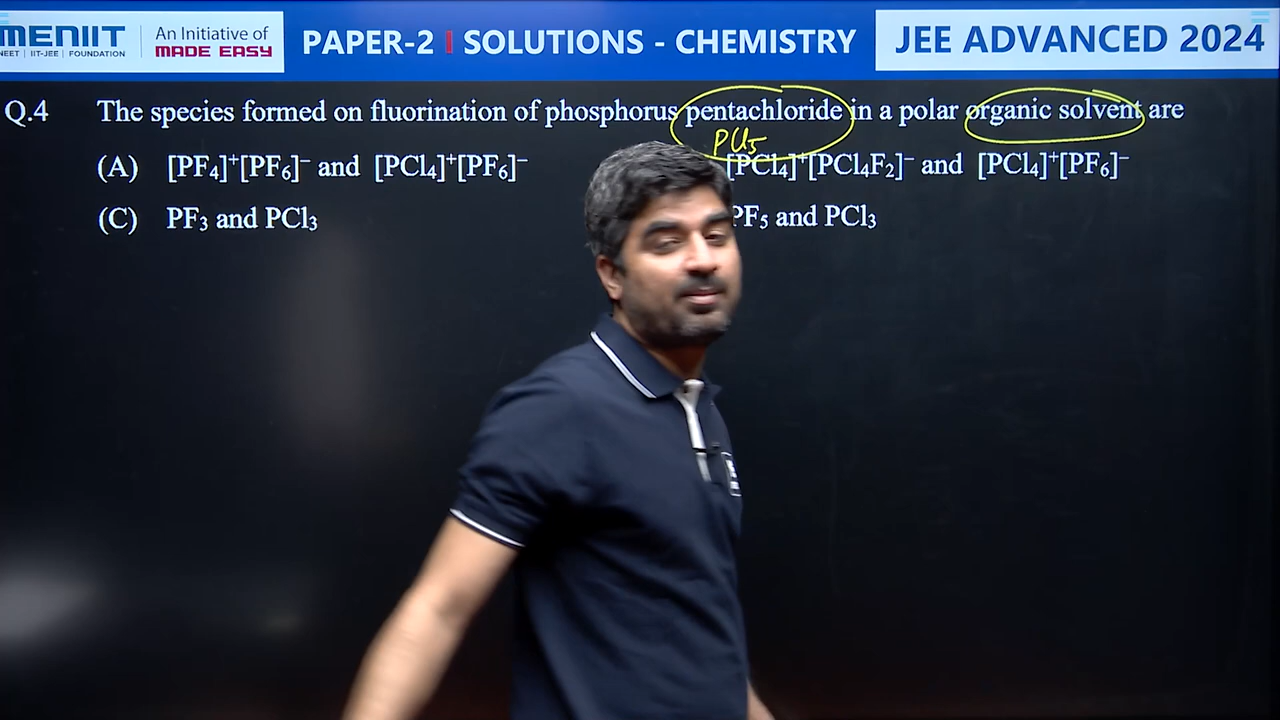 MENIIT An Initiative of
NEET | IIT-JEE | FOUNDATION MADE EASY
PAPER-2 | SOLUTIONS - CHEMISTRY
JEE ADVANCED 2024
Q.4 The species formed on fluorination of phosphorus pentachloride in a polar organic solvent are
PCl₅
(A) [PF₄]⁺[PF₆]⁻ and [PCl₄]⁺[PF₆]⁻ [PCl₄]⁺[PCl₄F₂]⁻ and [PCl₄]⁺[PF₆]⁻
(C) PF₃ and PCl₃ PF₅ and PCl₃